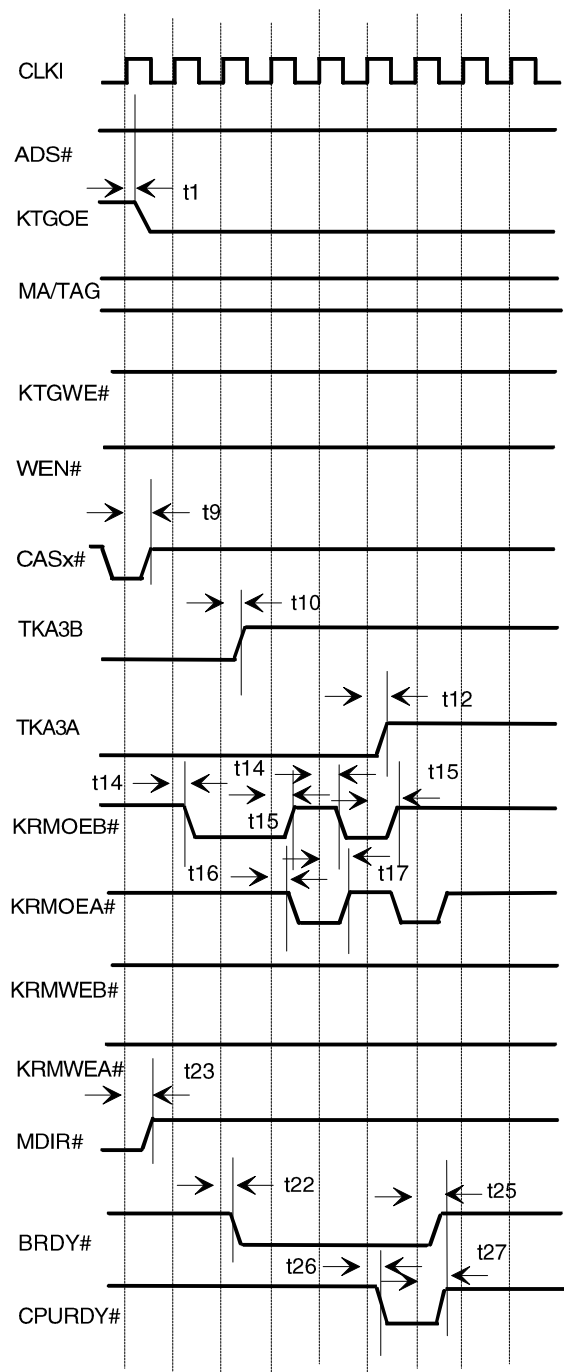 CLKI
ADS#
t1
KTGOE
MA/TAG
KTGWE#
WEN#
t9
CASx#
t10
TKA3B
t12
TKA3A
t14
t14
t15
t15
KRMOEB#
t16
t17
KRMOEA#
KRMWEB#
KRMWEA#
t23
MDIR#
t22
t25
BRDY#
t26
t27
CPURDY#